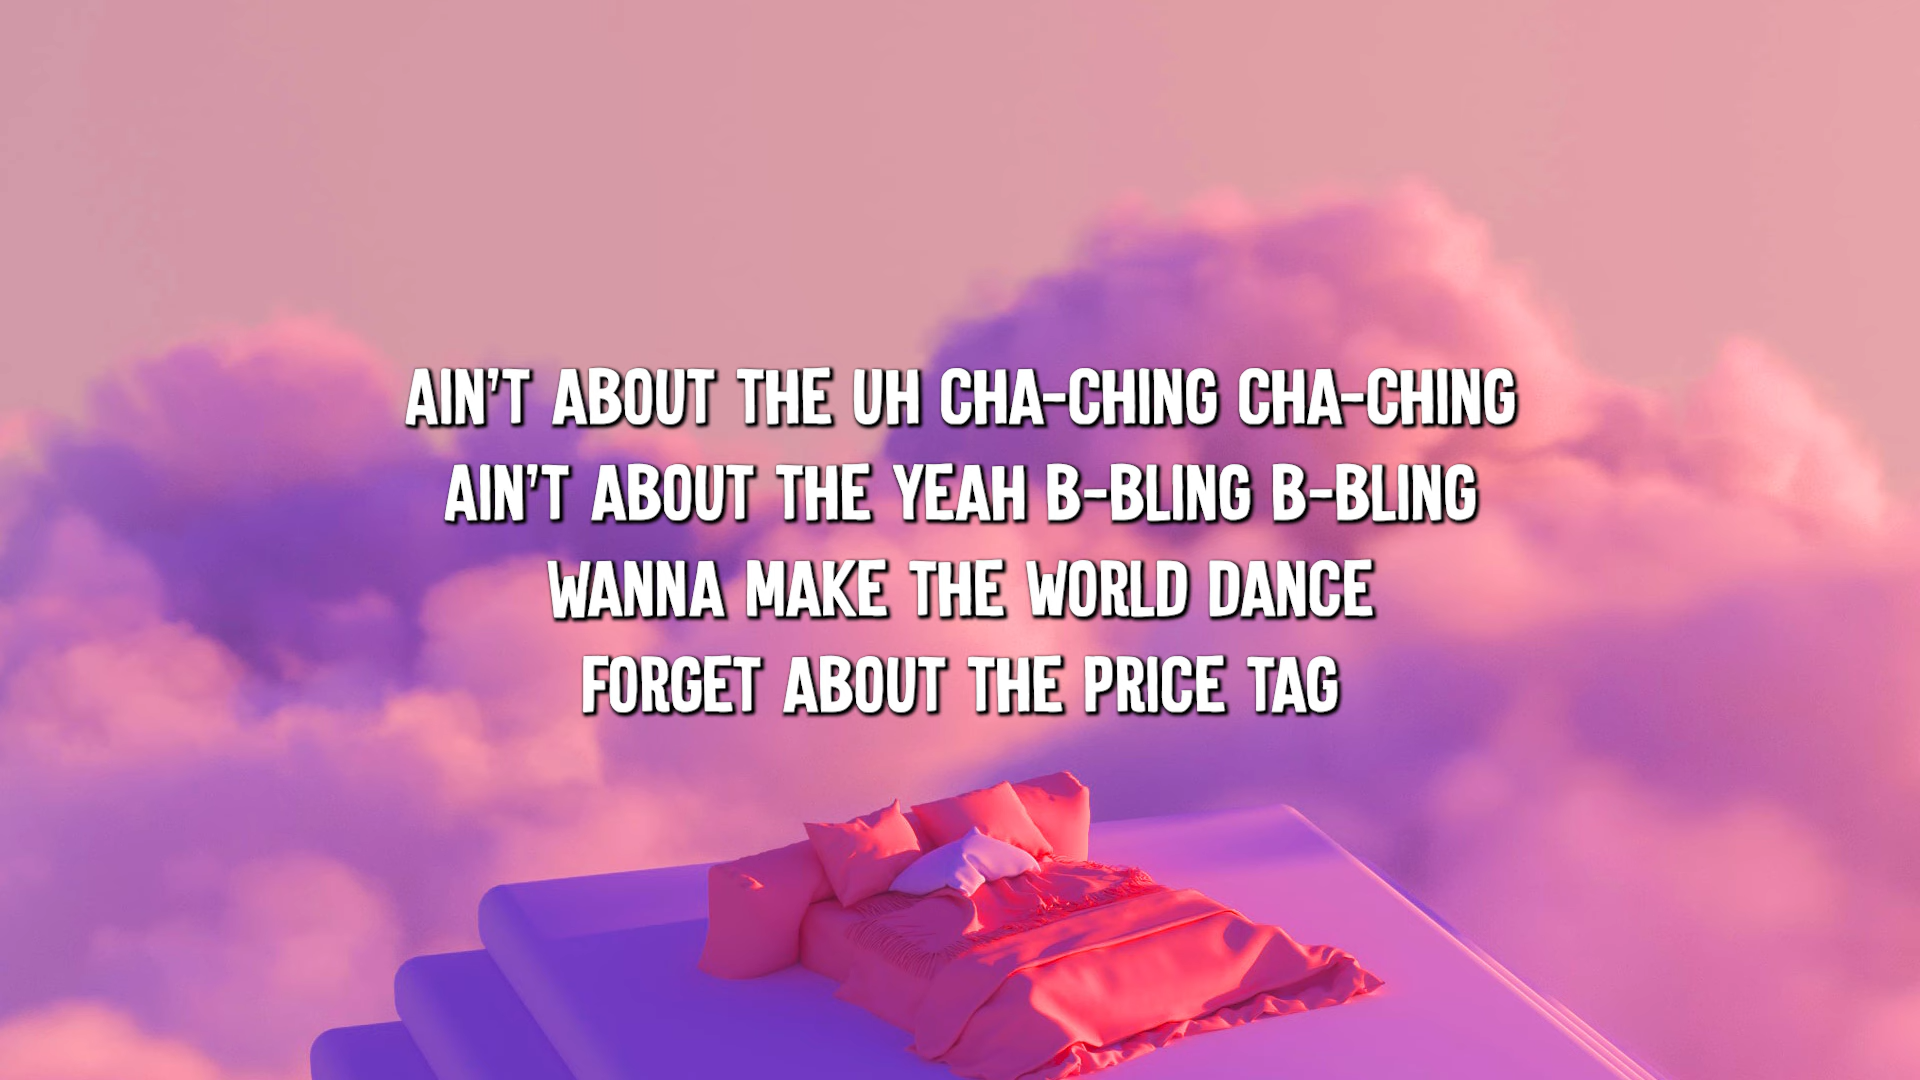 AIN'T ABOUT THE UH CHA-CHING CHA-CHING
AIN'T ABOUT THE YEAH B-BLING B-BLING
WANNA MAKE THE WORLD DANCE
FORGET ABOUT THE PRICE TAG